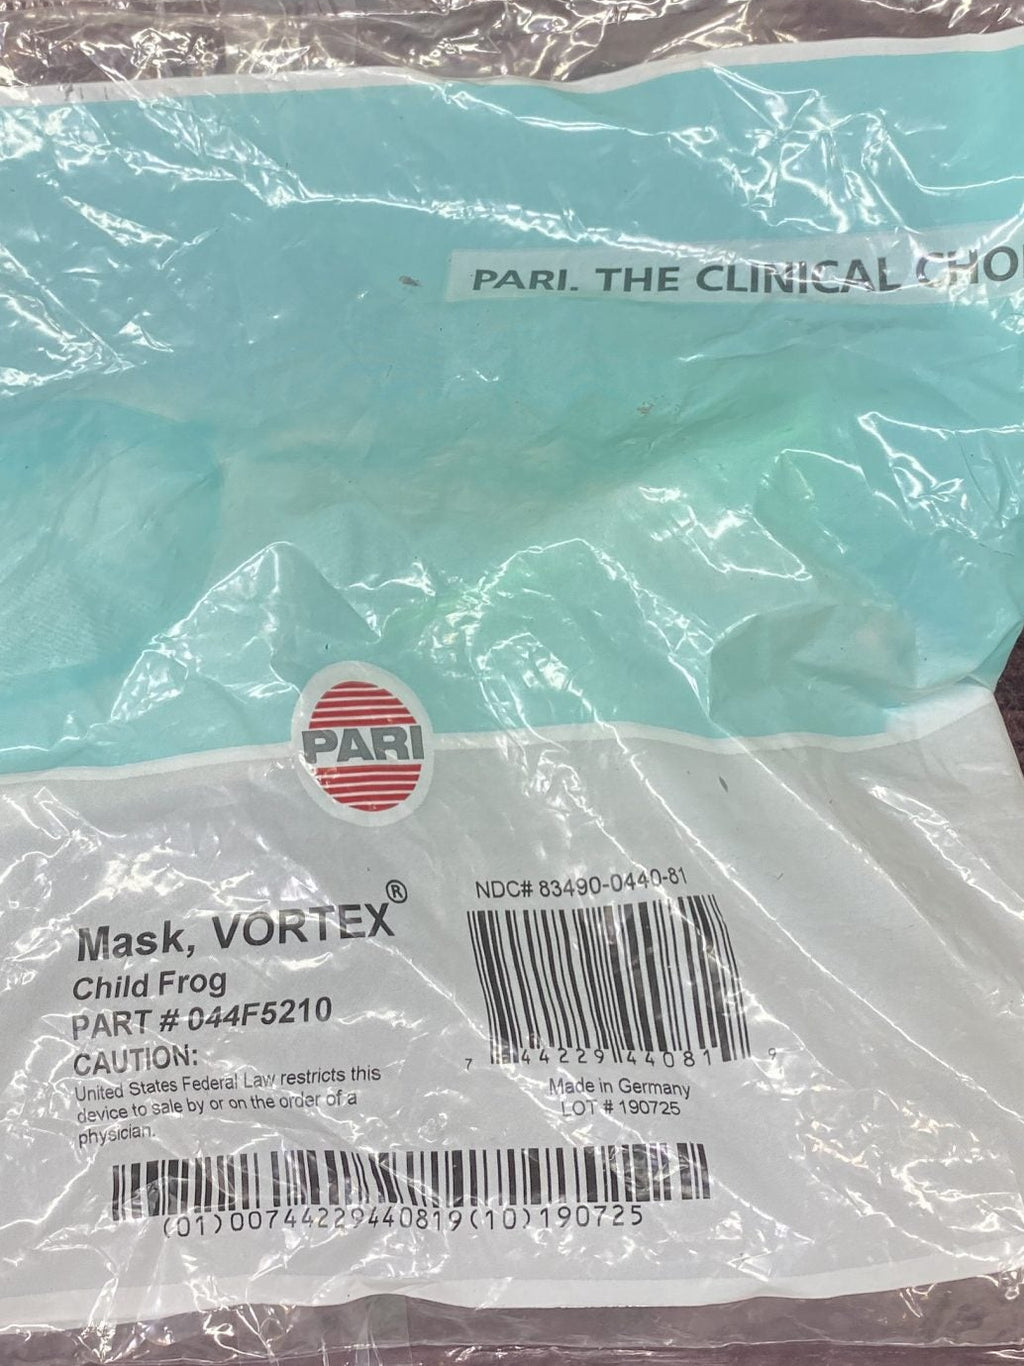 PARI. THE CLINICAL CHO
PARI
NDC# 83490-0440-81
Mask, VORTEX®
Child Frog
PART # 044F5210
CAUTION:
United States Federal Law restricts this
device to sale by or on the order of a
physician.
7 44229 44081 9
Made in Germany
LOT # 190725
(01)00744229440819(10)190725